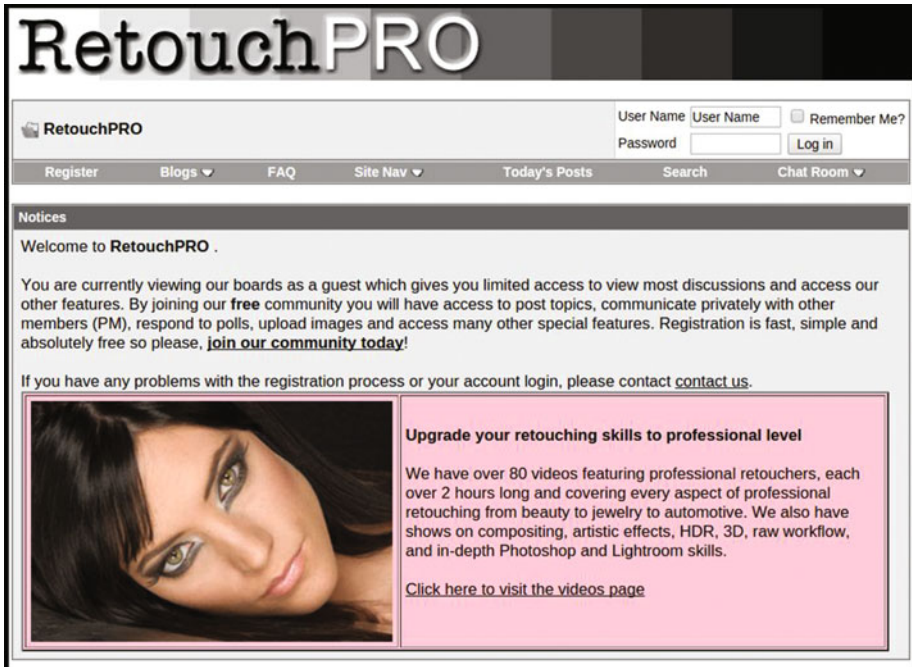 RetouchPRO
RetouchPRO
User Name User Name Remember Me?
Password Log in
Register Blogs FAQ Site Nav Today's Posts Search Chat Room
Notices
Welcome to RetouchPRO .
You are currently viewing our boards as a guest which gives you limited access to view most discussions and access our
other features. By joining our free community you will have access to post topics, communicate privately with other
members (PM), respond to polls, upload images and access many other special features. Registration is fast, simple and
absolutely free so please, join our community today!
If you have any problems with the registration process or your account login, please contact contact us.
Upgrade your retouching skills to professional level
We have over 80 videos featuring professional retouchers, each
over 2 hours long and covering every aspect of professional
retouching from beauty to jewelry to automotive. We also have
shows on compositing, artistic effects, HDR, 3D, raw workflow,
and in-depth Photoshop and Lightroom skills.
Click here to visit the videos page